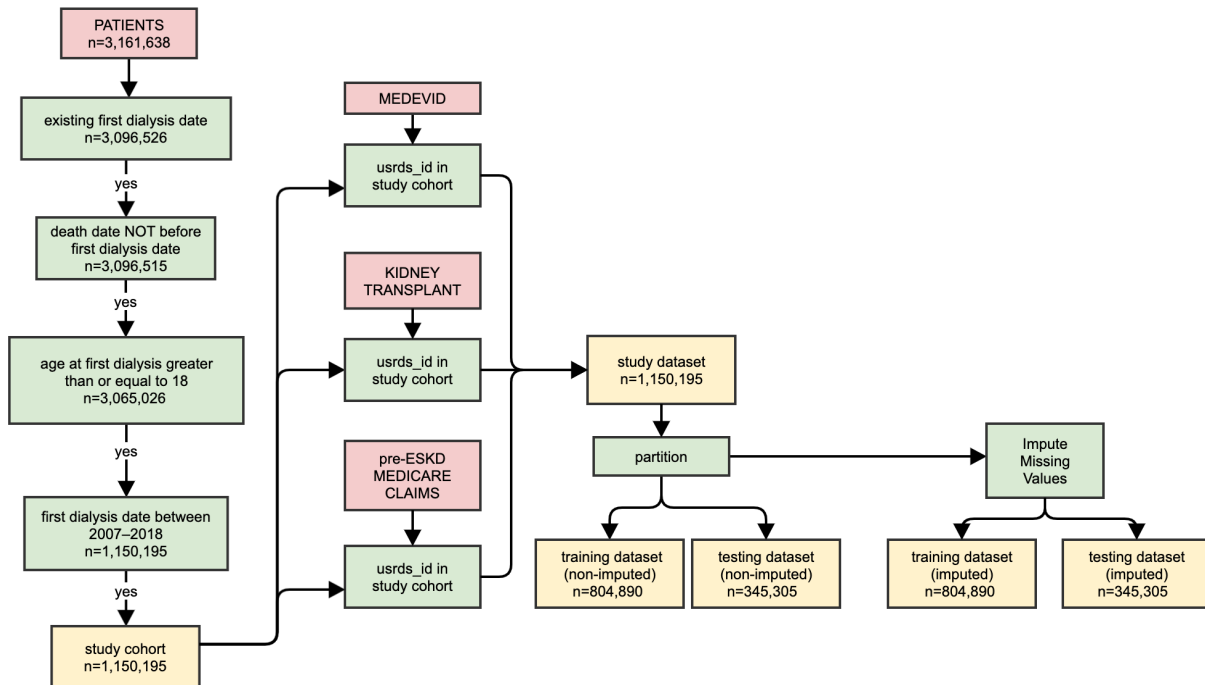 PATIENTS
n=3,161,638
existing first dialysis date
n=3,096,526
yes
death date NOT before
first dialysis date
n=3,096,515
yes
age at first dialysis greater
than or equal to 18
n=3,065,026
yes
first dialysis date between
2007–2018
n=1,150,195
yes
study cohort
n=1,150,195
MEDEVID
usrds_id in
study cohort
KIDNEY
TRANSPLANT
usrds_id in
study cohort
pre-ESKD
MEDICARE
CLAIMS
usrds_id in
study cohort
study dataset
n=1,150,195
partition
training dataset
(non-imputed)
n=804,890
testing dataset
(non-imputed)
n=345,305
Impute
Missing
Values
training dataset
(imputed)
n=804,890
testing dataset
(imputed)
n=345,305